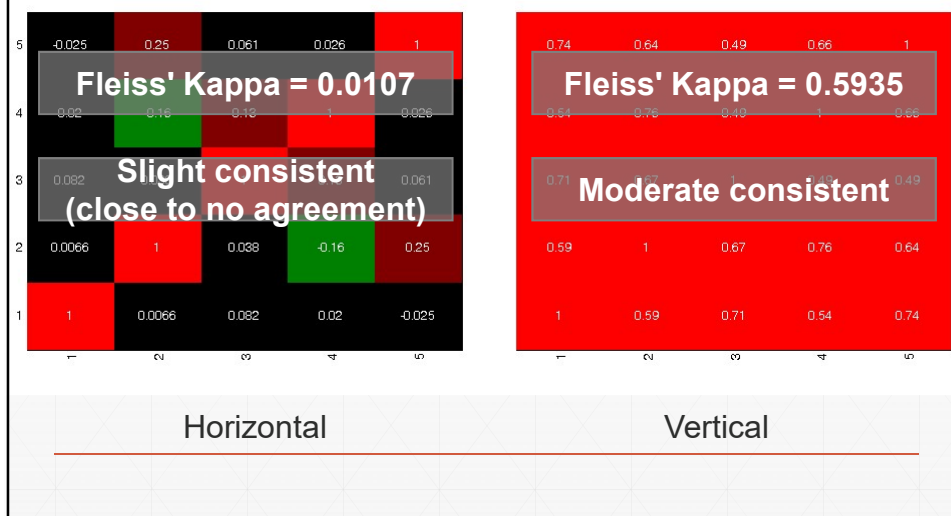 5 -0.025 0.25 0.061 0.026 1 0.74 0.64 0.49 0.66 1
Fleiss' Kappa = 0.0107 Fleiss' Kappa = 0.5935
4 0.02 -0.16 0.13 1 0.026 0.54 0.76 0.49 1 0.66
Slight consistent
3 0.082 0.061 0.71 0.67 1 0.49 0.49
(close to no agreement) Moderate consistent
2 0.0066 1 0.038 -0.16 0.25 0.59 1 0.67 0.76 0.64
1 1 0.0066 0.082 0.02 -0.025 1 0.59 0.71 0.54 0.74
1 2 3 4 5 1 2 3 4 5
Horizontal Vertical